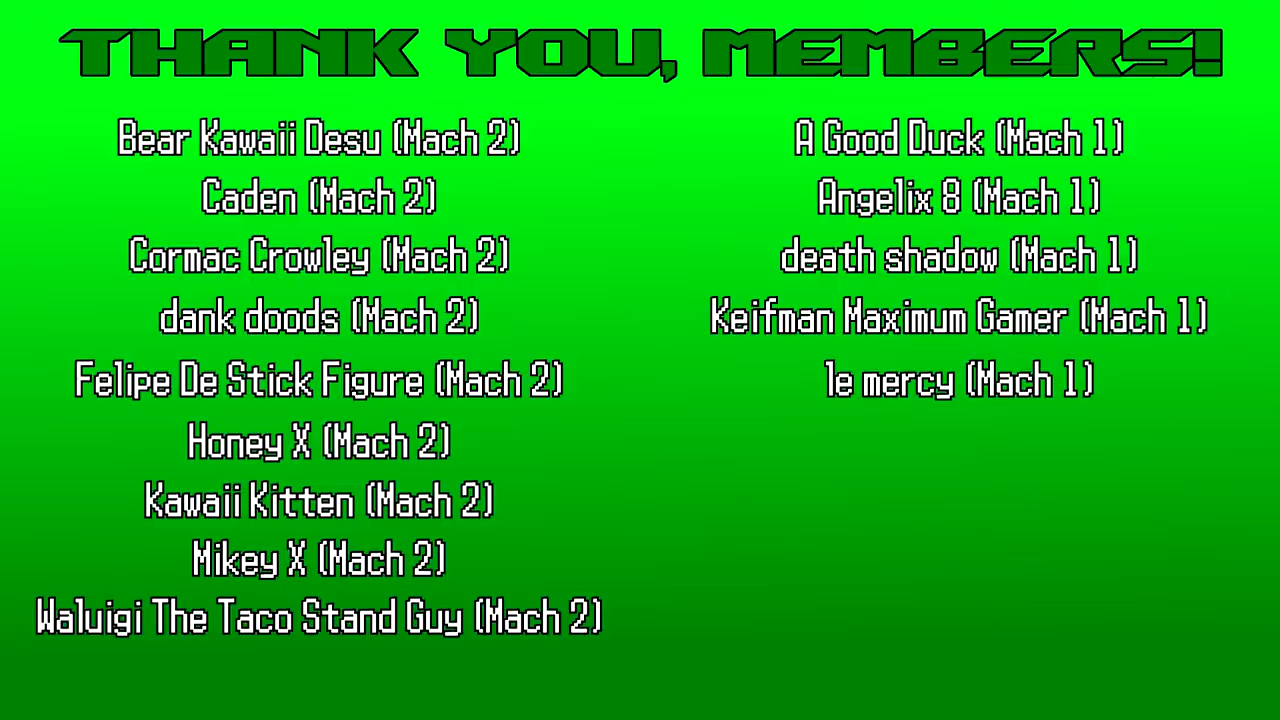 THANK YOU, MEMBERS!
Bear Kawaii Desu (Mach 2)
Caden (Mach 2)
Cormac Crowley (Mach 2)
dank doods (Mach 2)
Felipe De Stick Figure (Mach 2)
Honey X (Mach 2)
Kawaii Kitten (Mach 2)
Mikey X (Mach 2)
Waluigi The Taco Stand Guy (Mach 2)
A Good Duck (Mach 1)
Angelix 8 (Mach 1)
death shadow (Mach 1)
Keifman Maximum Gamer (Mach 1)
le mercy (Mach 1)